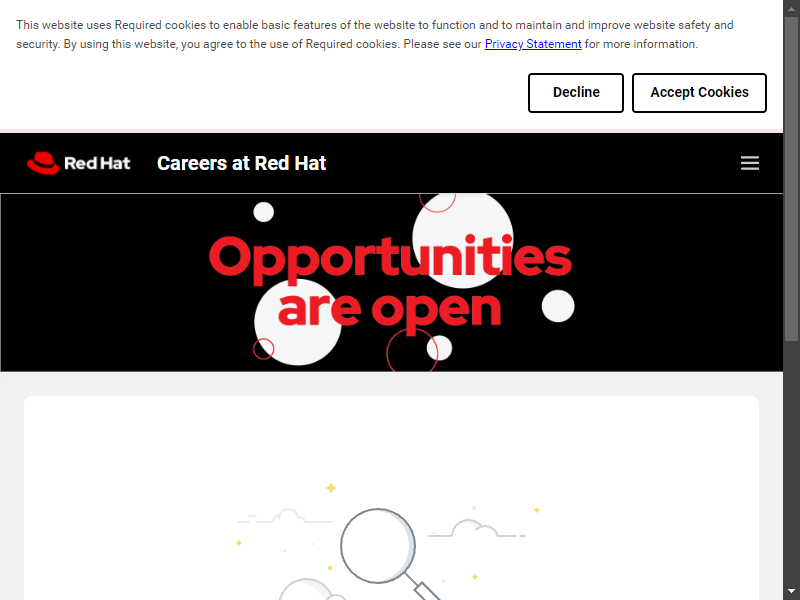 This website uses Required cookies to enable basic features of the website to function and to maintain and improve website safety and
security. By using this website, you agree to the use of Required cookies. Please see our Privacy Statement for more information.
Decline
Accept Cookies
Red Hat
Careers at Red Hat
Opportunities
are open